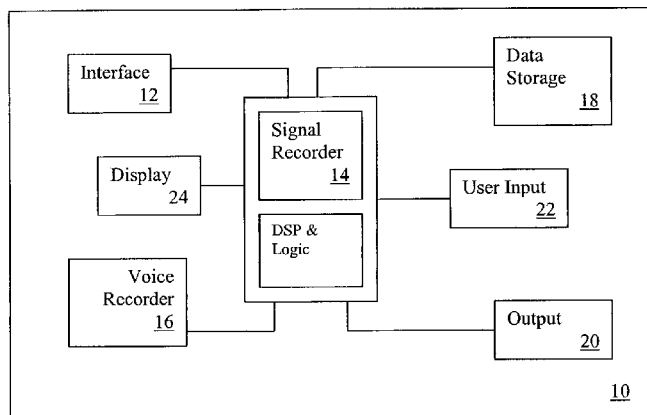 Interface
12
Data
Storage
18
Signal
Recorder
14
Display
24
User Input
22
DSP &
Logic
Voice
Recorder
16
Output
20
10